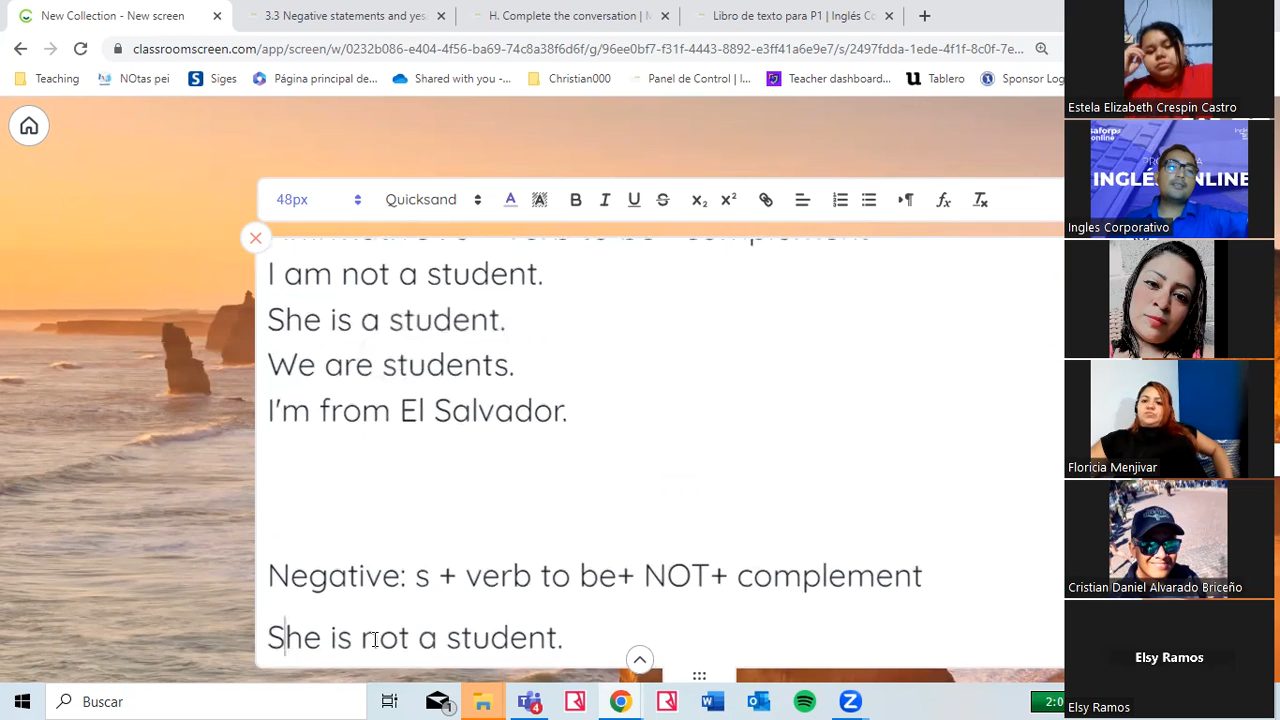 New Collection - New screen
3.3 Negative statements and yes
H. Complete the conversation | M
Libro de texto para P1 | Inglés Co
classroomscreen.com/app/screen/w/0232b086-e404-4f56-ba69-74c8a38f6d6f/g/96ee0bf7-f31f-4443-8892-e3ff41a6e9e7/s/2497fdda-1ede-4f1f-8c0f-7e...
Teaching
NOtas pei
Siges
Página principal de...
Shared with you -...
Christian000
Panel de Control | I...
Teacher dashboard...
Tablero
Sponsor Log
48px
Quicksand
I am not a student.
She is a student.
We are students.
I'm from El Salvador.
Negative: s + verb to be+ NOT+ complement
She is not a student.
Estela Elizabeth Crespin Castro
INGLÉS ONLINE
Ingles Corporativo
Floricia Menjivar
Cristian Daniel Alvarado Briceño
Elsy Ramos
Elsy Ramos
Buscar
2:0